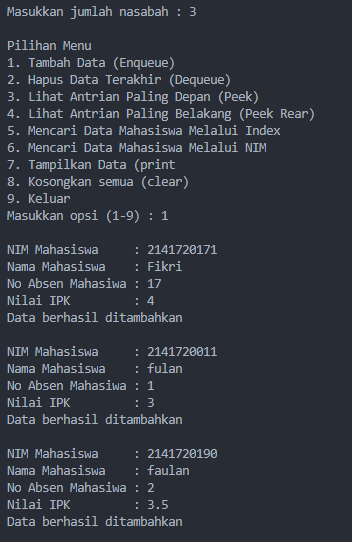 Masukkan jumlah nasabah : 3
Pilihan Menu
1. Tambah Data (Enqueue)
2. Hapus Data Terakhir (Dequeue)
3. Lihat Antrian Paling Depan (Peek)
4. Lihat Antrian Paling Belakang (Peek Rear)
5. Mencari Data Mahasiswa Melalui Index
6. Mencari Data Mahasiswa Melalui NIM
7. Tampilkan Data (print
8. Kosongkan semua (clear)
9. Keluar
Masukkan opsi (1-9) : 1
NIM Mahasiswa     : 2141720171
Nama Mahasiswa    : Fikri
No Absen Mahasiwa : 17
Nilai IPK         : 4
Data berhasil ditambahkan
NIM Mahasiswa     : 2141720011
Nama Mahasiswa    : fulan
No Absen Mahasiwa : 1
Nilai IPK         : 3
Data berhasil ditambahkan
NIM Mahasiswa     : 2141720190
Nama Mahasiswa    : faulan
No Absen Mahasiwa : 2
Nilai IPK         : 3.5
Data berhasil ditambahkan